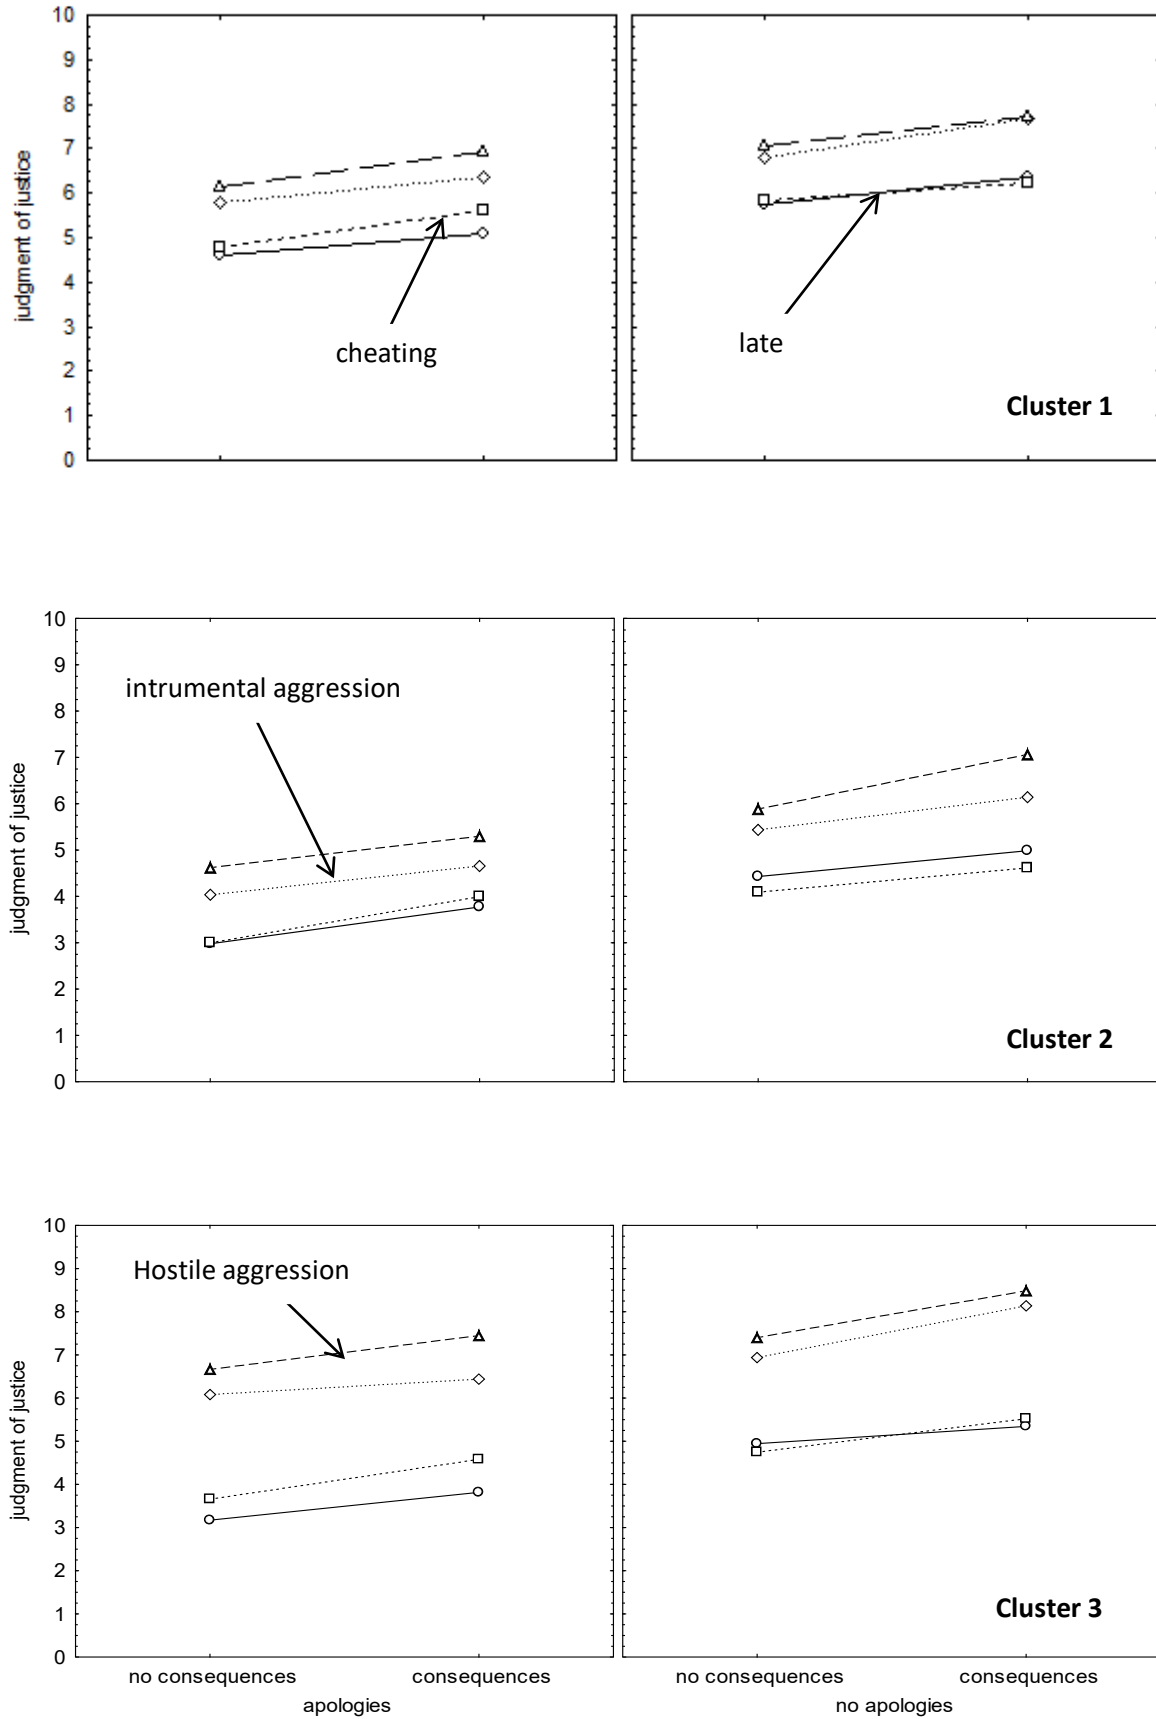 10
9
8
7
6
5
4
3
2
1
0
judgment of justice
cheating
late
Cluster 1
10
9
8
7
6
5
4
3
2
1
0
judgment of justice
intrumental aggression
Cluster 2
10
9
8
7
6
5
4
3
2
1
0
judgment of justice
Hostile aggression
Cluster 3
no consequences consequences no consequences consequences
apologies no apologies